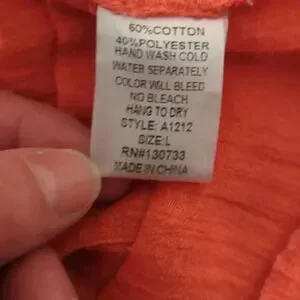 60%COTTON
40%POLYESTER
HAND WASH COLD
WATER SEPARATELY
COLOR WILL BLEED
NO BLEACH
HANG TO DRY
STYLE: A1212
SIZE:L
RN#130733
MADE IN CHINA